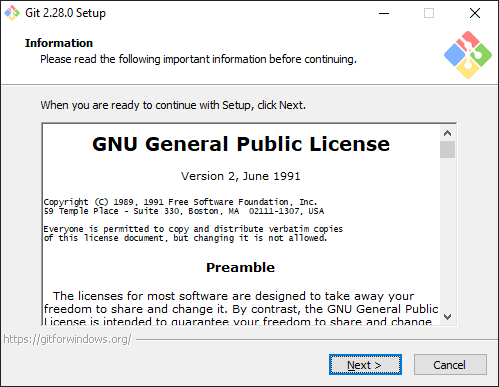 Git 2.28.0 Setup
Information
Please read the following important information before continuing.
When you are ready to continue with Setup, click Next.
GNU General Public License
Version 2, June 1991
Copyright (C) 1989, 1991 Free Software Foundation, Inc.
59 Temple Place - Suite 330, Boston, MA  02111-1307, USA
Everyone is permitted to copy and distribute verbatim copies
of this license document, but changing it is not allowed.
Preamble
The licenses for most software are designed to take away your
freedom to share and change it. By contrast, the GNU General Public
License is intended to guarantee your freedom to share and change
https://gitforwindows.org/
Next >
Cancel